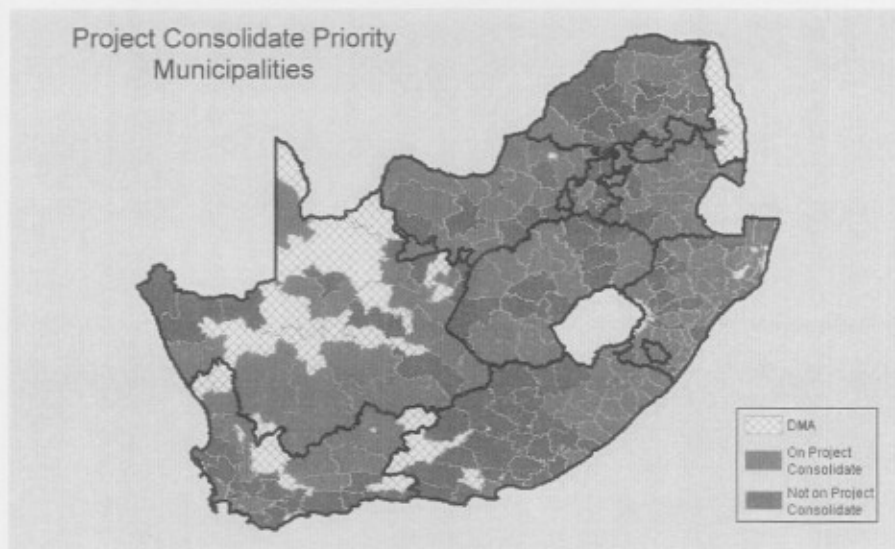 Project Consolidate Priority
Municipalities
DMA
On Project
Consolidate
Not on Project
Consolidate